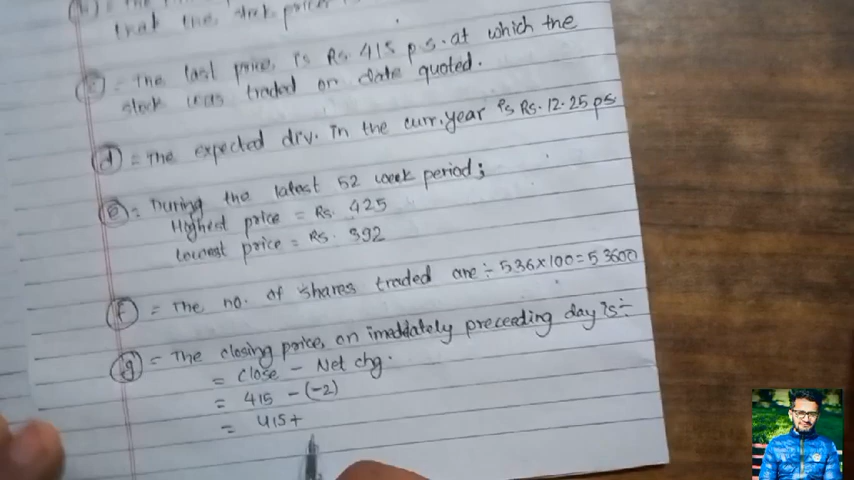 that the stock price
(c) = The last price is Rs. 415 p.s. at which the
stock was traded on date quoted.
(d) = The expected div. in the curr. year is Rs. 12.25 ps.
(e) = During the latest 52 week period;
Highest price = Rs. 425
Lowest price = Rs. 392
(f) = The no. of shares traded are ÷ 536×100 = 53600
(g) = The closing price, on imeddately preceeding day is ÷
= Close - Net chg.
= 415 - (-2)
= 415+